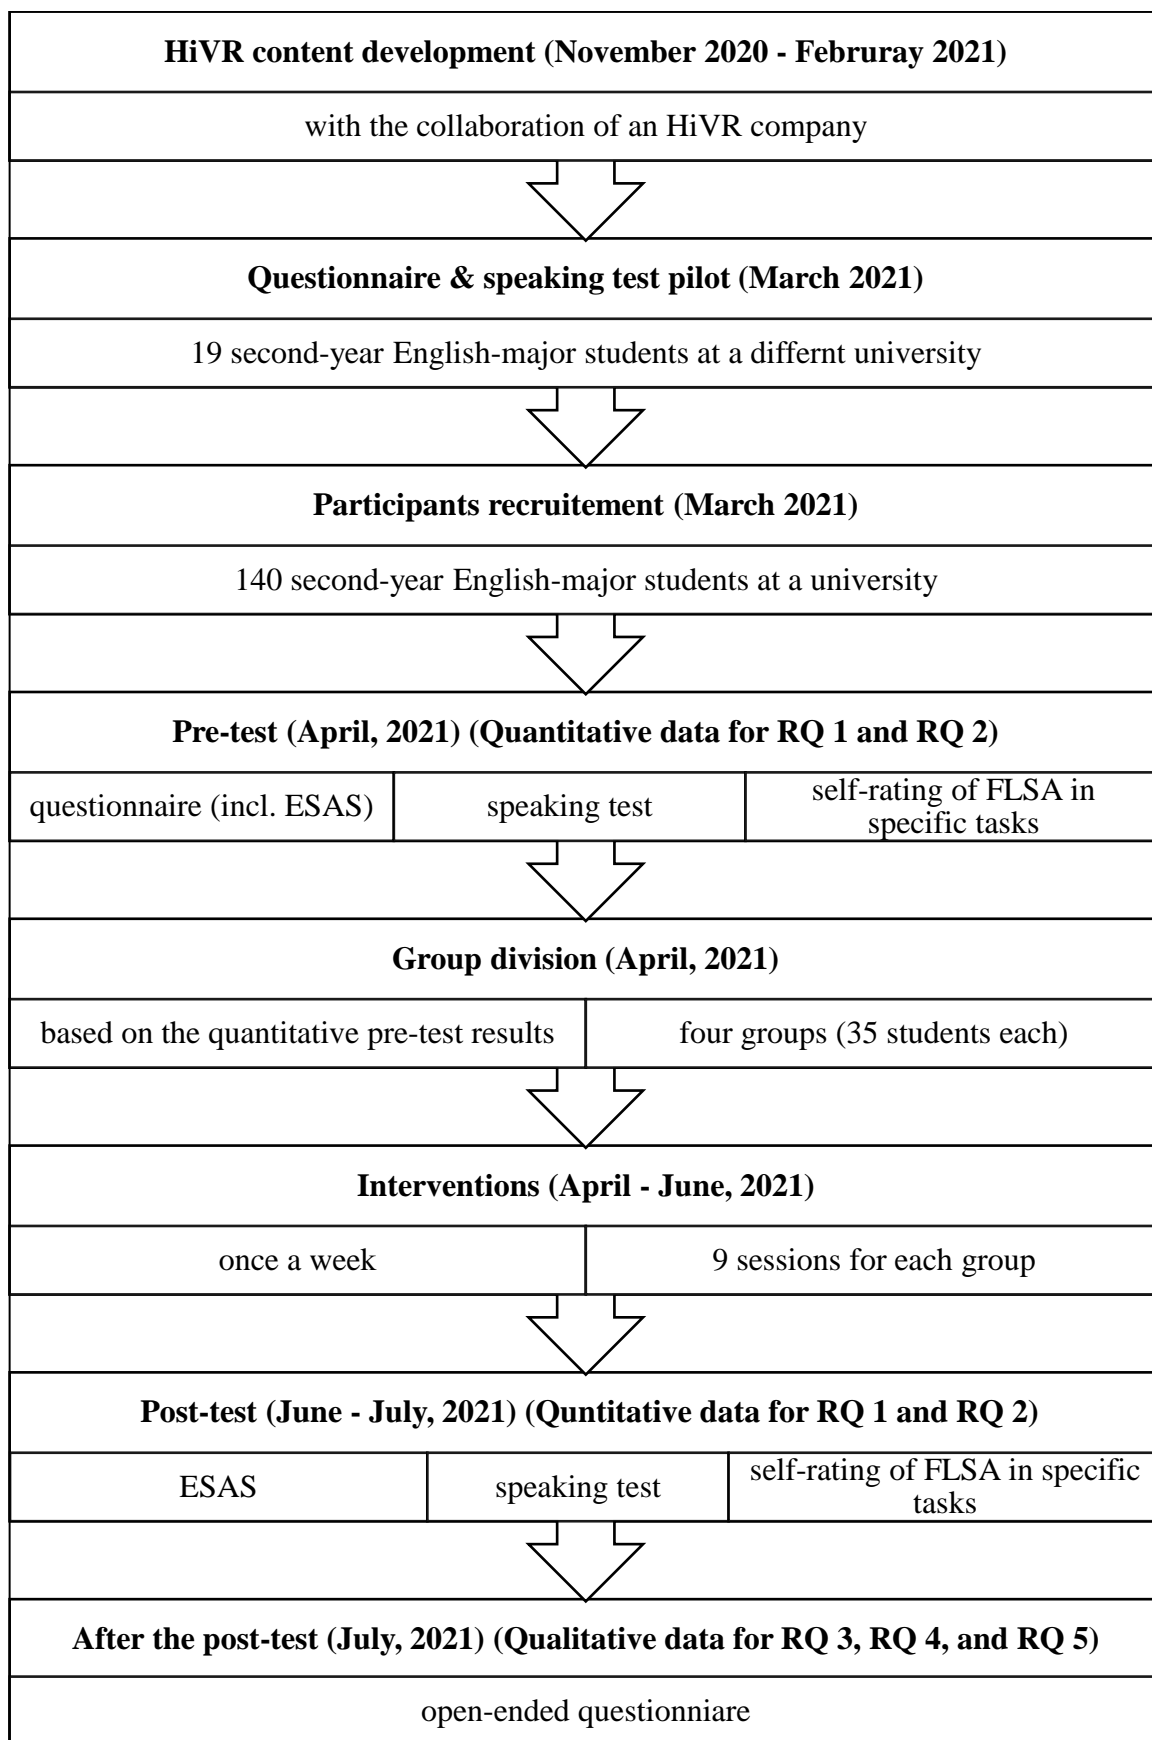 HiVR content development (November 2020 - Februray 2021)
with the collaboration of an HiVR company
Questionnaire & speaking test pilot (March 2021)
19 second-year English-major students at a differnt university
Participants recruitement (March 2021)
140 second-year English-major students at a university
Pre-test (April, 2021) (Quantitative data for RQ 1 and RQ 2)
questionnaire (incl. ESAS)
speaking test
self-rating of FLSA in
specific tasks
Group division (April, 2021)
based on the quantitative pre-test results
four groups (35 students each)
Interventions (April - June, 2021)
once a week
9 sessions for each group
Post-test (June - July, 2021) (Quntitative data for RQ 1 and RQ 2)
ESAS
speaking test
self-rating of FLSA in specific
tasks
After the post-test (July, 2021) (Qualitative data for RQ 3, RQ 4, and RQ 5)
open-ended questionniare